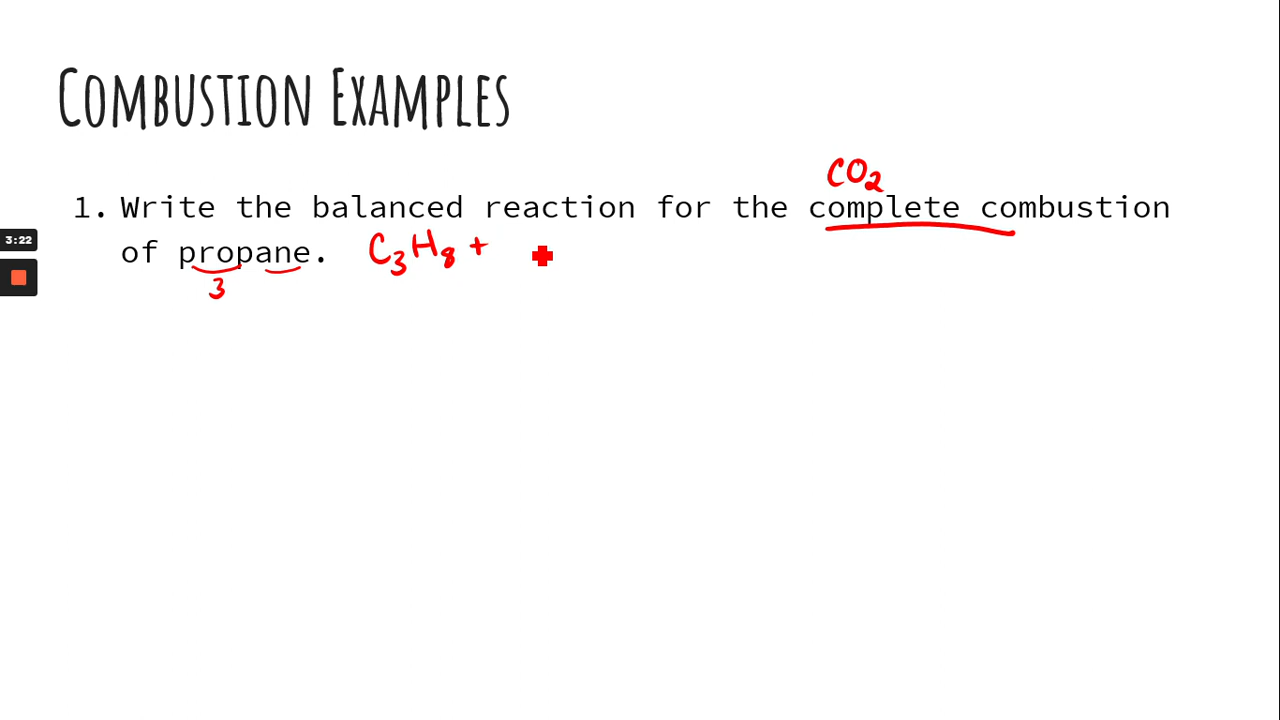 COMBUSTION EXAMPLES
CO₂
1. Write the balanced reaction for the complete combustion
3:22
of propane. C₃H₈ +
3